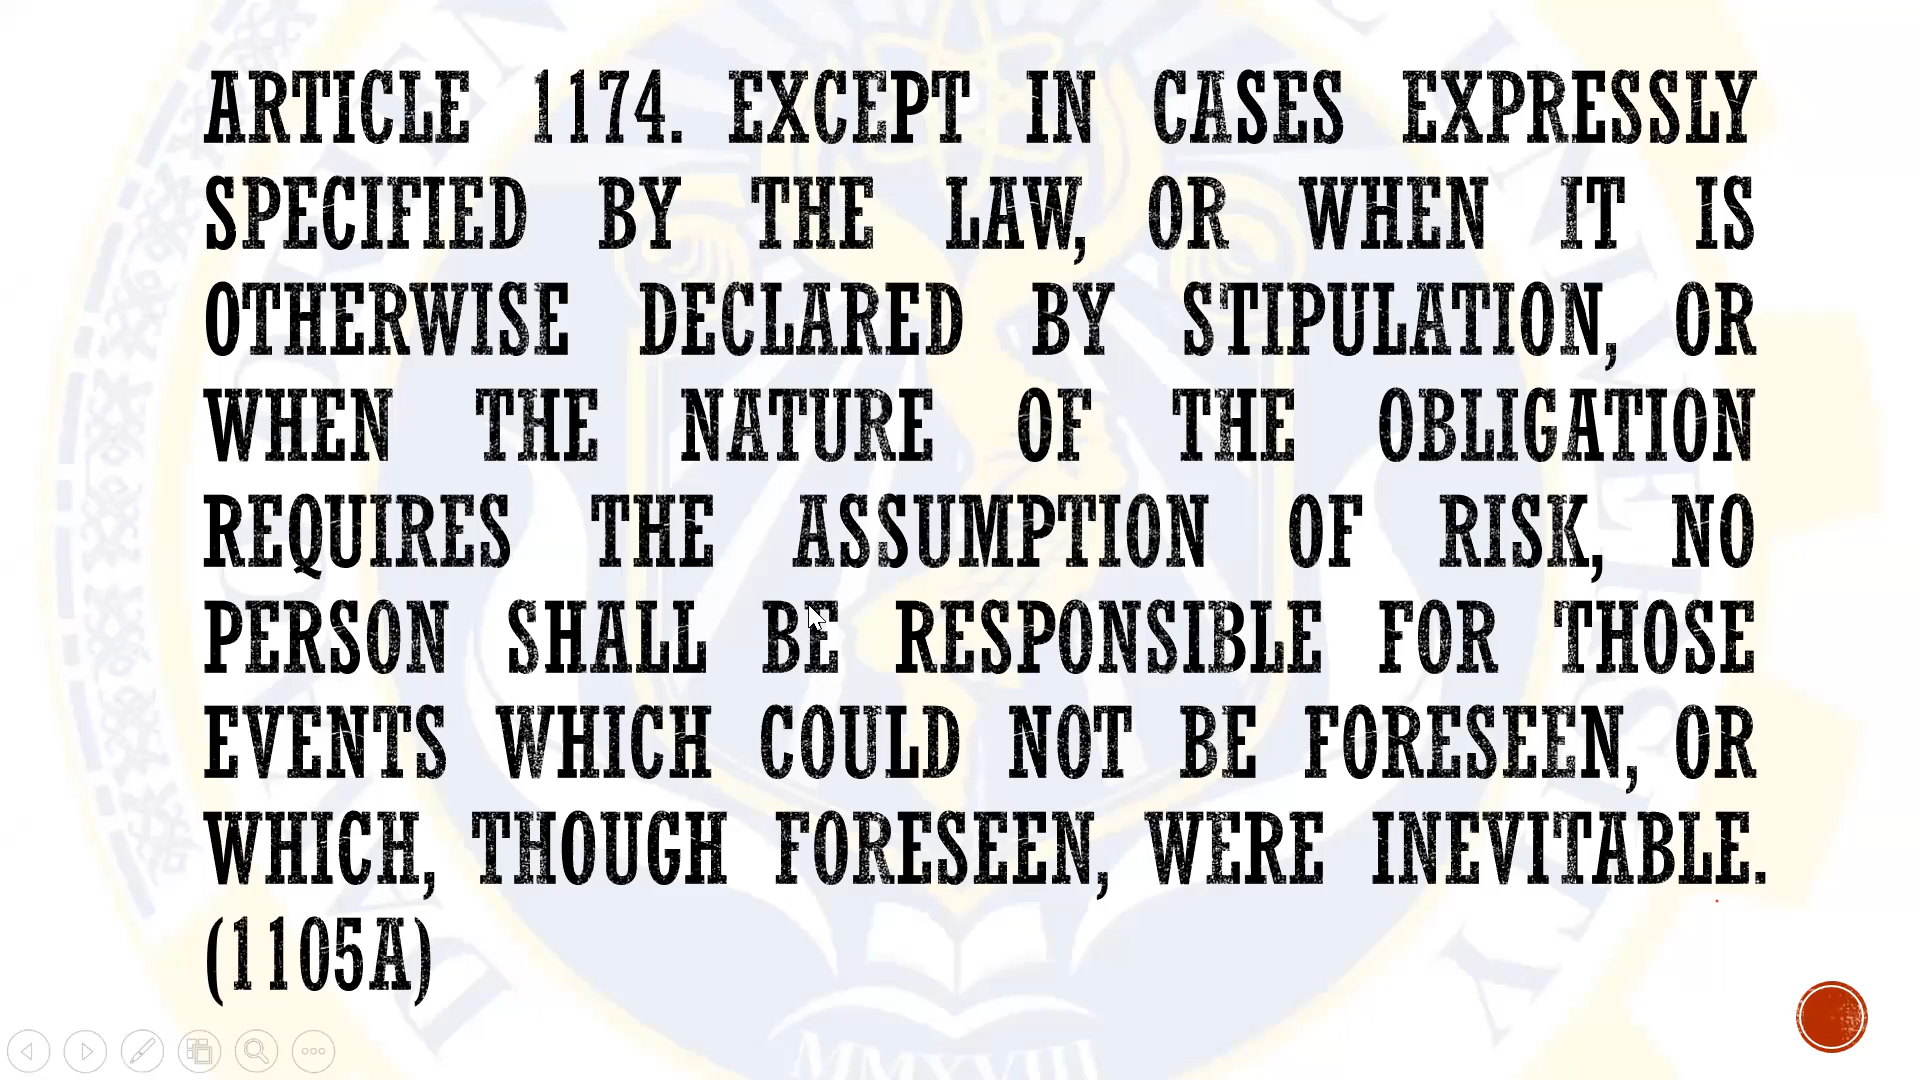 ARTICLE 1174. EXCEPT IN CASES EXPRESSLY
SPECIFIED BY THE LAW, OR WHEN IT IS
OTHERWISE DECLARED BY STIPULATION, OR
WHEN THE NATURE OF THE OBLIGATION
REQUIRES THE ASSUMPTION OF RISK, NO
PERSON SHALL BE RESPONSIBLE FOR THOSE
EVENTS WHICH COULD NOT BE FORESEEN, OR
WHICH, THOUGH FORESEEN, WERE INEVITABLE.
(1105A)
MMXVIII